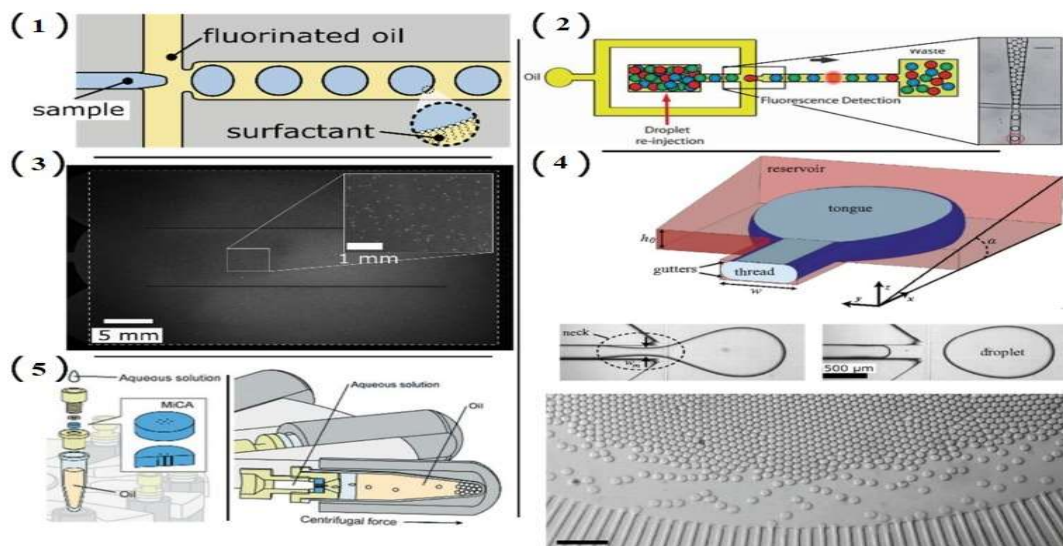 (1)
fluorinated oil
sample
surfactant
(2)
Oil
waste
Fluorescence Detection
Droplet
re-injection
(3)
1 mm
5 mm
(4)
reservoir
tongue
h₀
α
gutters
thread
w
z
y
x
neck
droplet
500 µm
(5)
Aqueous solution
MiCA
Oil
Aqueous solution
Oil
Centrifugal force